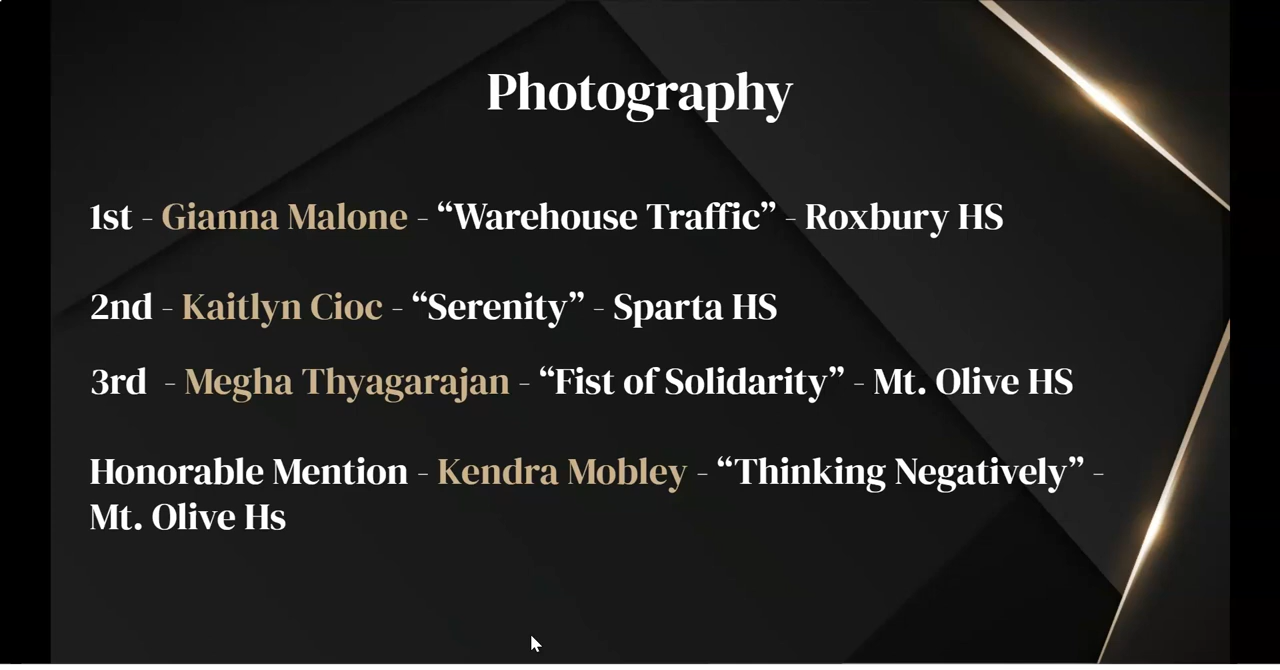 Photography
1st - Gianna Malone - “Warehouse Traffic” - Roxbury HS
2nd - Kaitlyn Cioc - “Serenity” - Sparta HS
3rd - Megha Thyagarajan - “Fist of Solidarity” - Mt. Olive HS
Honorable Mention - Kendra Mobley - “Thinking Negatively” -
Mt. Olive Hs